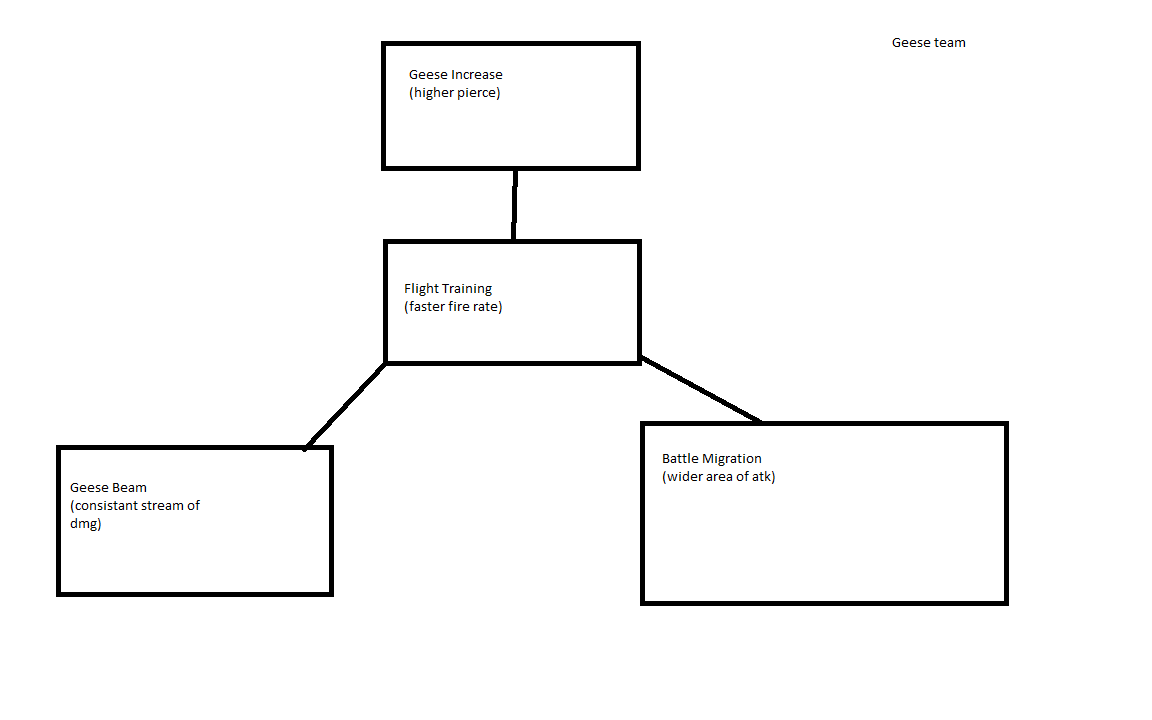 Geese team
Geese Increase
(higher pierce)
Flight Training
(faster fire rate)
Geese Beam
(consistant stream of
dmg)
Battle Migration
(wider area of atk)